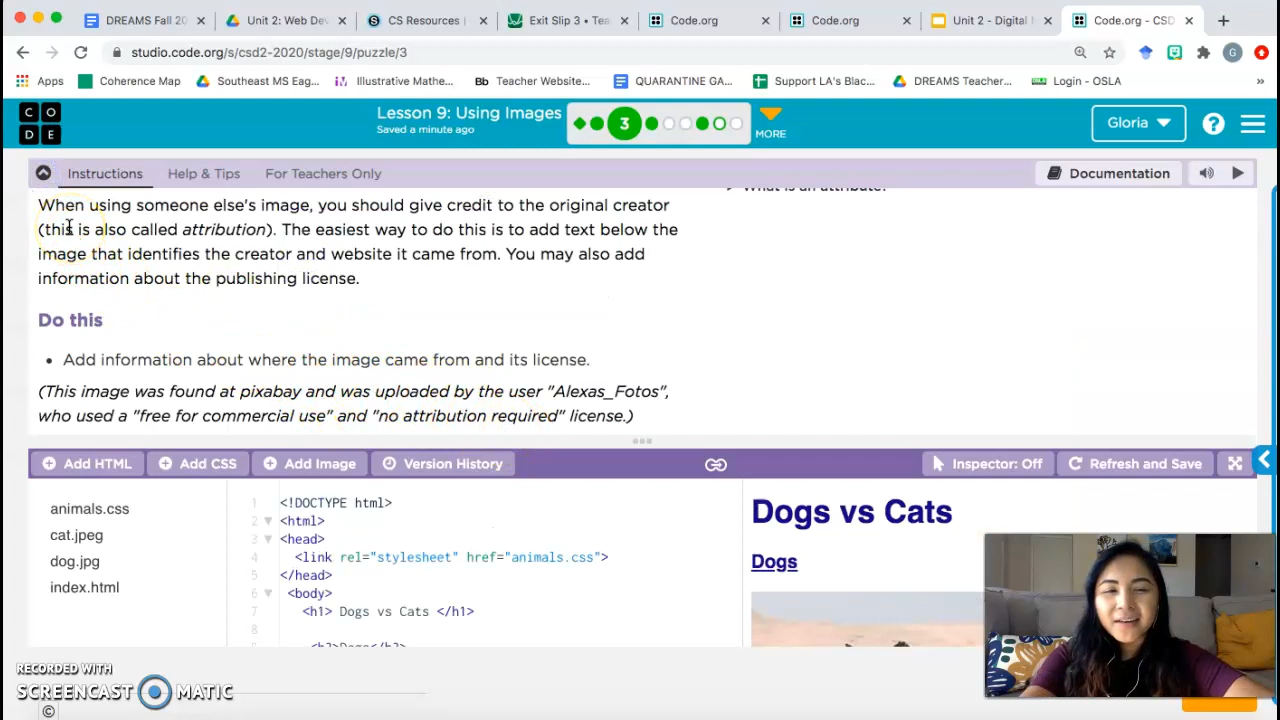 DREAMS Fall 20
Unit 2: Web Dev
CS Resources |
Exit Slip 3 • Tea
Code.org
Code.org
Unit 2 - Digital
Code.org - CSD
studio.code.org/s/csd2-2020/stage/9/puzzle/3
G
Apps
Coherence Map
Southeast MS Eag...
Illustrative Mathe...
Bb Teacher Website...
QUARANTINE GA...
Support LA's Blac...
DREAMS Teacher...
Login - OSLA
»
C O
D E
Lesson 9: Using Images
Saved a minute ago
3
MORE
Gloria
?
Instructions
Help & Tips
For Teachers Only
Documentation
What is an attribute?
When using someone else's image, you should give credit to the original creator
(this is also called attribution). The easiest way to do this is to add text below the
image that identifies the creator and website it came from. You may also add
information about the publishing license.
Do this
• Add information about where the image came from and its license.
(This image was found at pixabay and was uploaded by the user "Alexas_Fotos",
who used a "free for commercial use" and "no attribution required" license.)
Add HTML
Add CSS
Add Image
Version History
Inspector: Off
Refresh and Save
animals.css
cat.jpeg
dog.jpg
index.html
1 <!DOCTYPE html>
2 <html>
3 <head>
4 <link rel="stylesheet" href="animals.css">
5 </head>
6 <body>
7 <h1> Dogs vs Cats </h1>
8
<h2>Dogs</h2>
Dogs vs Cats
Dogs
RECORDED WITH
SCREENCAST MATIC
©